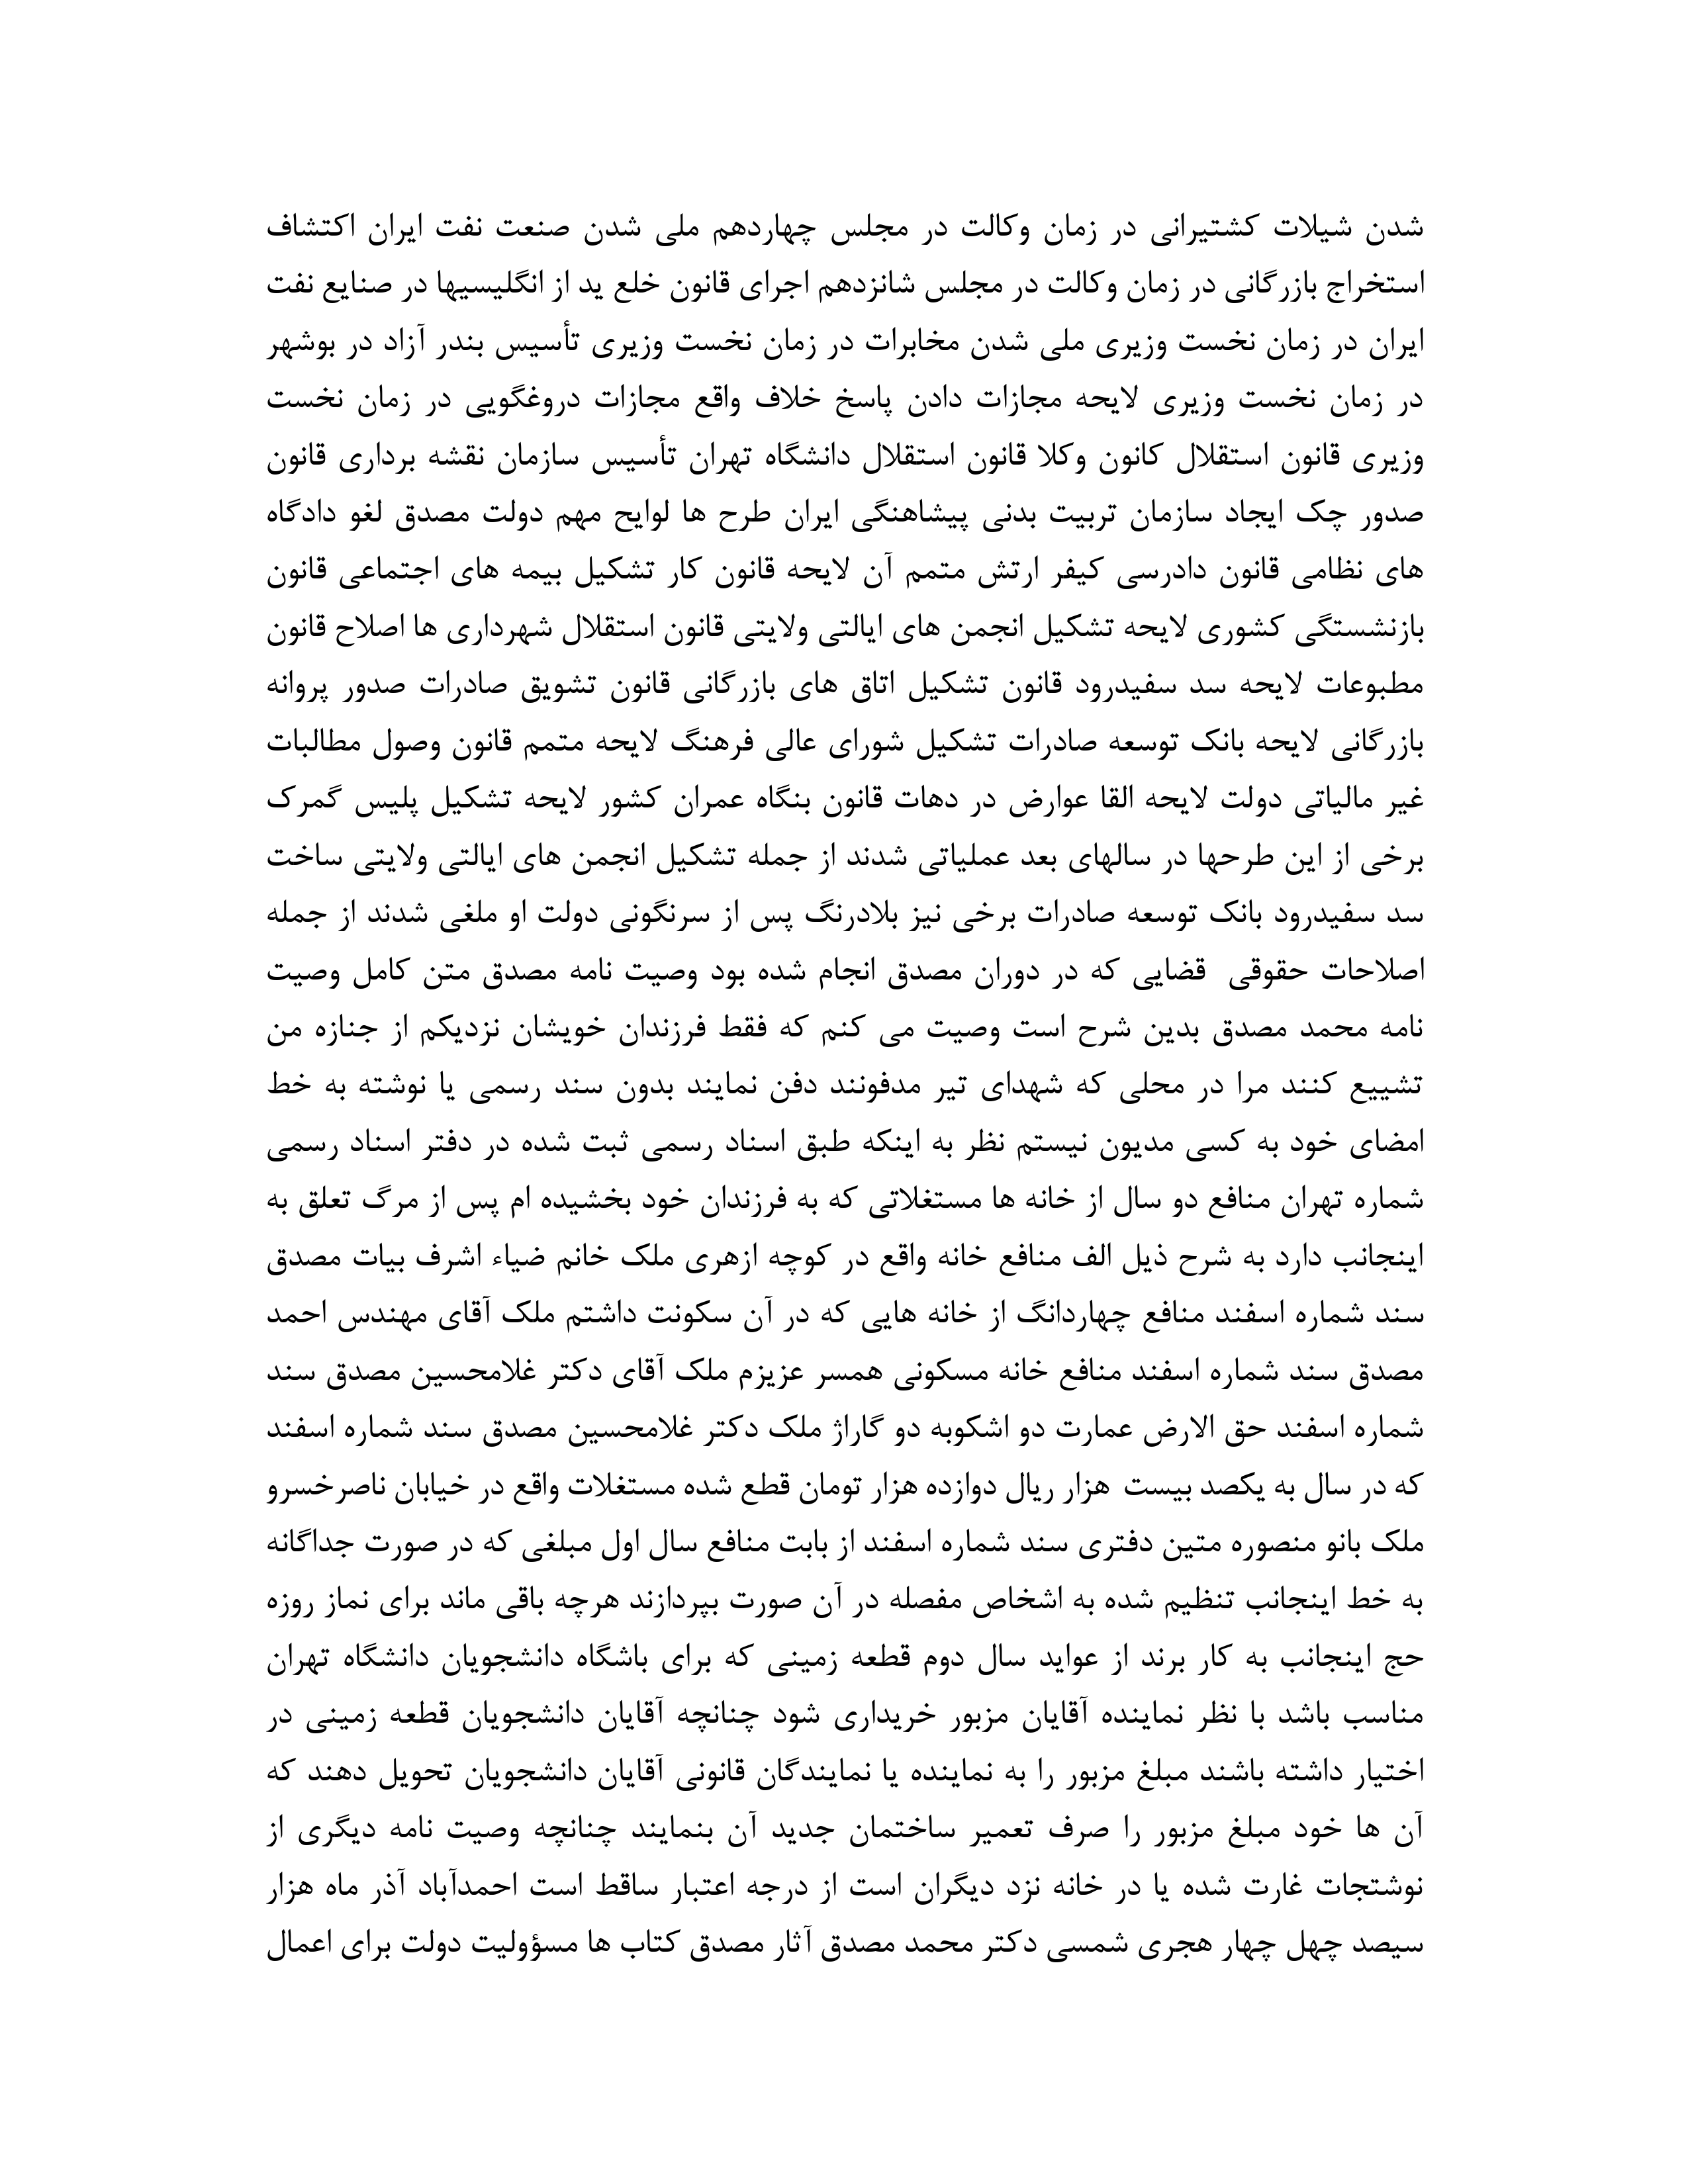 شدن شیلات کشتیرانی در زمان وکالت در مجلس چهاردهم ملی شدن صنعت نفت ایران اکتشاف
استخراج بازرگانی در زمان وکالت در مجلس شانزدهم اجرای قانون خلع ید از انگلیسیها در صنایع نفت
ایران در زمان نخست وزیری ملی شدن مخابرات در زمان نخست وزیری تأسیس بندر آزاد در بوشهر
در زمان نخست وزیری لایحه مجازات دادن پاسخ خلاف واقع مجازات دروغگویی در زمان نخست
وزیری قانون استقلال کانون وکلا قانون استقلال دانشگاه تهران تأسیس سازمان نقشه برداری قانون
صدور چک ایجاد سازمان تربیت بدنی پیشاهنگی ایران طرح ها لوایح مهم دولت مصدق لغو دادگاه
های نظامی قانون دادرسی کیفر ارتش متمم آن لایحه قانون کار تشکیل بیمه های اجتماعی قانون
بازنشستگی کشوری لایحه تشکیل انجمن های ایالتی ولایتی قانون استقلال شهرداری ها اصلاح قانون
مطبوعات لایحه سد سفیدرود قانون تشکیل اتاق های بازرگانی قانون تشویق صادرات صدور پروانه
بازرگانی لایحه بانک توسعه صادرات تشکیل شورای عالی فرهنگ لایحه متمم قانون وصول مطالبات
غیر مالیاتی دولت لایحه القا عوارض در دهات قانون بنگاه عمران کشور لایحه تشکیل پلیس گمرک
برخی از این طرحها در سالهای بعد عملیاتی شدند از جمله تشکیل انجمن های ایالتی ولایتی ساخت
سد سفیدرود بانک توسعه صادرات برخی نیز بلادرنگ پس از سرنگونی دولت او ملغی شدند از جمله
اصلاحات حقوقی قضایی که در دوران مصدق انجام شده بود وصیت نامه مصدق متن کامل وصیت
نامه محمد مصدق بدین شرح است وصیت می کنم که فقط فرزندان خویشان نزدیکم از جنازه من
تشییع کنند مرا در محلی که شهدای تیر مدفونند دفن نمایند بدون سند رسمی یا نوشته به خط
امضای خود به کسی مدیون نیستم نظر به اینکه طبق اسناد رسمی ثبت شده در دفتر اسناد رسمی
شماره تهران منافع دو سال از خانه ها مستغلاتی که به فرزندان خود بخشیده ام پس از مرگ تعلق به
اینجانب دارد به شرح ذیل الف منافع خانه واقع در کوچه ازهری ملک خانم ضیاء اشرف بیات مصدق
سند شماره اسفند منافع چهاردانگ از خانه هایی که در آن سکونت داشتم ملک آقای مهندس احمد
مصدق سند شماره اسفند منافع خانه مسکونی همسر عزیزم ملک آقای دکتر غلامحسین مصدق سند
شماره اسفند حق الارض عمارت دو اشکوبه دو گاراژ ملک دکتر غلامحسین مصدق سند شماره اسفند
که در سال به یکصد بیست هزار ریال دوازده هزار تومان قطع شده مستغلات واقع در خیابان ناصرخسرو
ملک بانو منصوره متین دفتری سند شماره اسفند از بابت منافع سال اول مبلغی که در صورت جداگانه
به خط اینجانب تنظیم شده به اشخاص مفصله در آن صورت بپردازند هرچه باقی ماند برای نماز روزه
حج اینجانب به کار برند از عواید سال دوم قطعه زمینی که برای باشگاه دانشجویان دانشگاه تهران
مناسب باشد با نظر نماینده آقایان مزبور خریداری شود چنانچه آقایان دانشجویان قطعه زمینی در
اختیار داشته باشند مبلغ مزبور را به نماینده یا نمایندگان قانونی آقایان دانشجویان تحویل دهند که
آن ها خود مبلغ مزبور را صرف تعمیر ساختمان جدید آن بنمایند چنانچه وصیت نامه دیگری از
نوشتجات غارت شده یا در خانه نزد دیگران است از درجه اعتبار ساقط است احمدآباد آذر ماه هزار
سیصد چهل چهار هجری شمسی دکتر محمد مصدق آثار مصدق کتاب ها مسؤولیت دولت برای اعمال